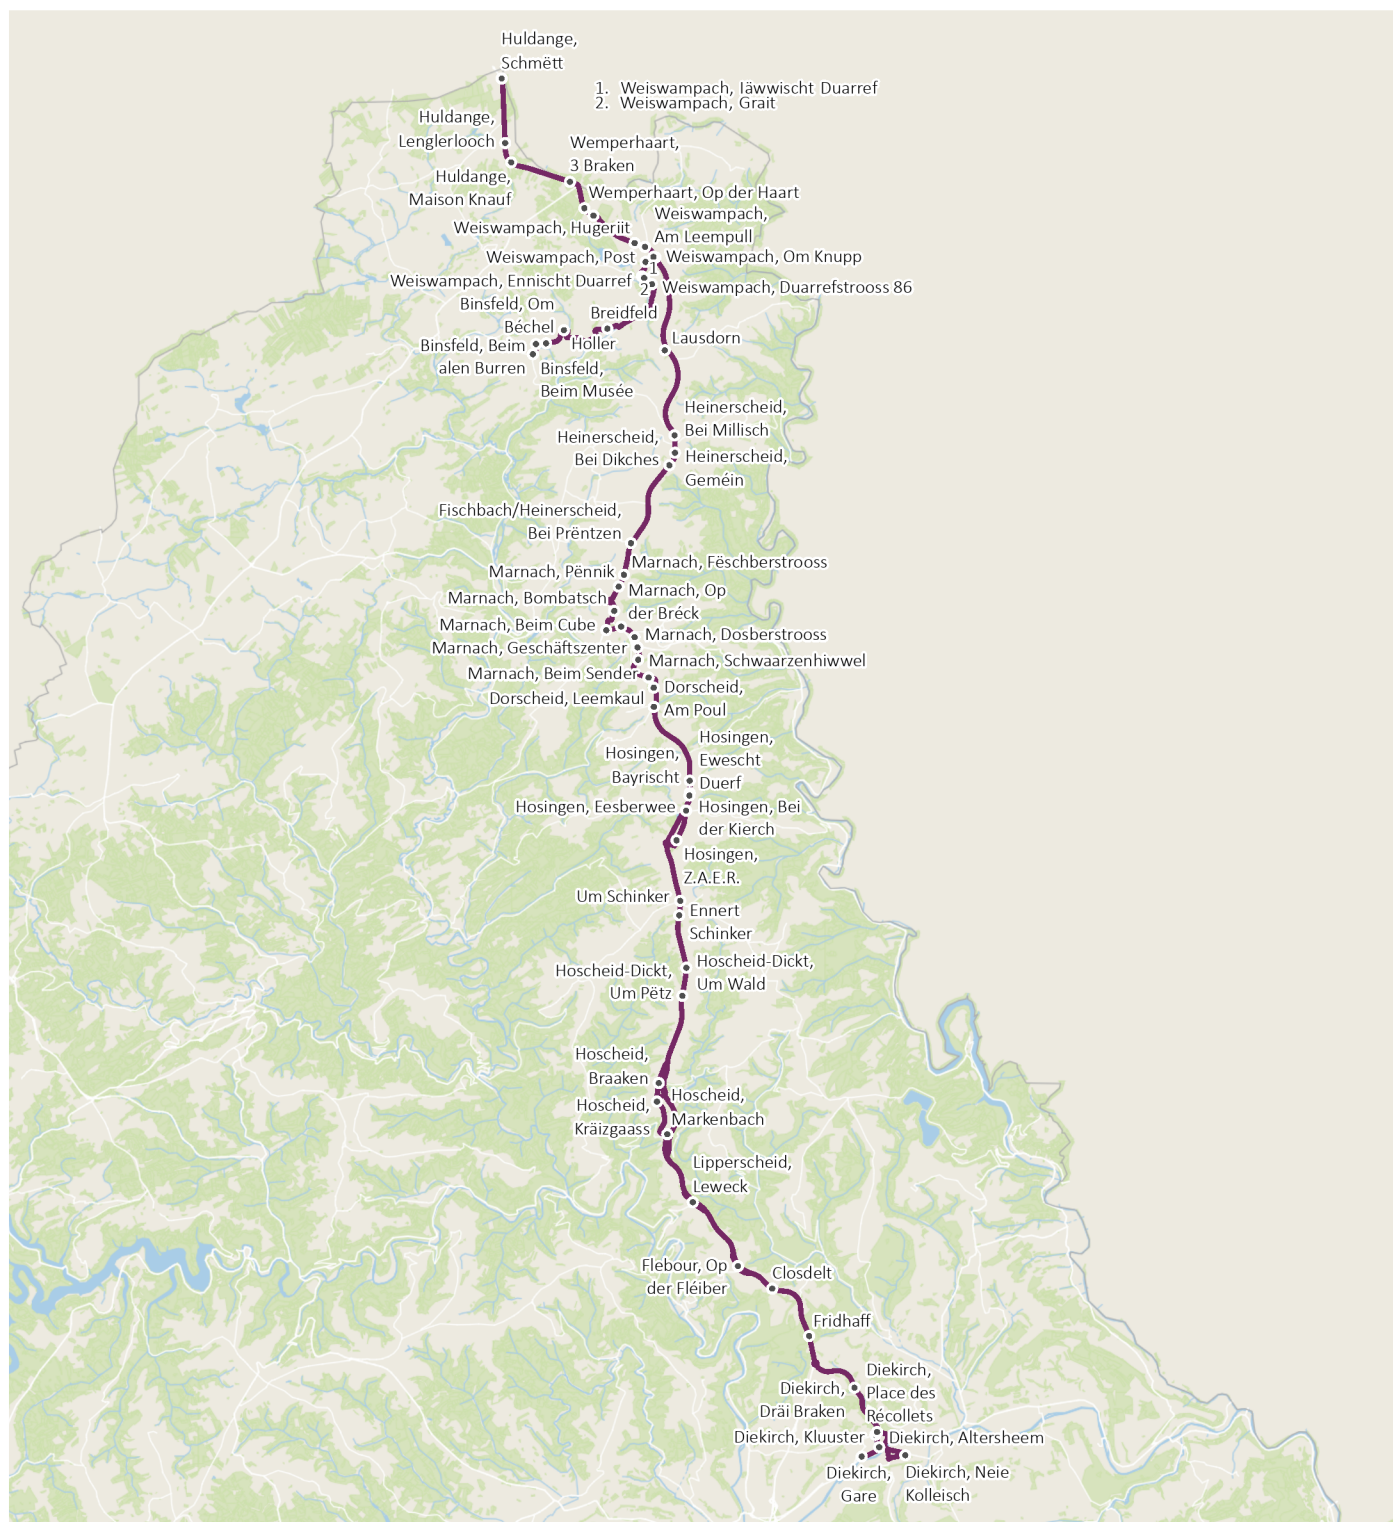 Huldange,
Schmëtt
1. Weiswampach, Iäwwischt Duarref
2. Weiswampach, Grait
Huldange,
Lenglerlooch
Wemperhaart,
3 Braken
Huldange,
Maison Knauf
Wemperhaart, Op der Haart
Weiswampach,
Am Leempull
Weiswampach, Hugeriit
Weiswampach, Post
Weiswampach, Om Knupp
1
Weiswampach, Ennischt Duarref
2
Weiswampach, Duarrefstrooss 86
Binsfeld, Om
Béchel
Breidfeld
Holler
Lausdorn
Binsfeld, Beim
alen Burren
Binsfeld,
Beim Musée
Heinerscheid,
Bei Millisch
Heinerscheid,
Bei Dikches
Heinerscheid,
Geméin
Fischbach/Heinerscheid,
Bei Prëntzen
Marnach, Fëschberstrooss
Marnach, Pënnik
Marnach, Op
der Bréck
Marnach, Bombatsch
Marnach, Beim Cube
Marnach, Dosberstrooss
Marnach, Geschäftszenter
Marnach, Schwaarzenhiwwel
Marnach, Beim Sender
Dorscheid,
Am Poul
Dorscheid, Leemkaul
Hosingen,
Ewescht
Duerf
Hosingen,
Bayrischt
Hosingen, Eesberwee
Hosingen, Bei
der Kierch
Hosingen,
Z.A.E.R.
Um Schinker
Ennert
Schinker
Hoscheid-Dickt,
Um Wald
Hoscheid-Dickt,
Um Pëtz
Hoscheid,
Braaken
Hoscheid,
Markenbach
Hoscheid,
Kräizgaass
Lipperscheid,
Leweck
Flebour, Op
der Fléiber
Closdelt
Fridhaff
Diekirch,
Place des
Récollets
Diekirch,
Dräi Braken
Diekirch, Kluuster
Diekirch, Altersheem
Diekirch,
Gare
Diekirch, Neie
Kolleisch